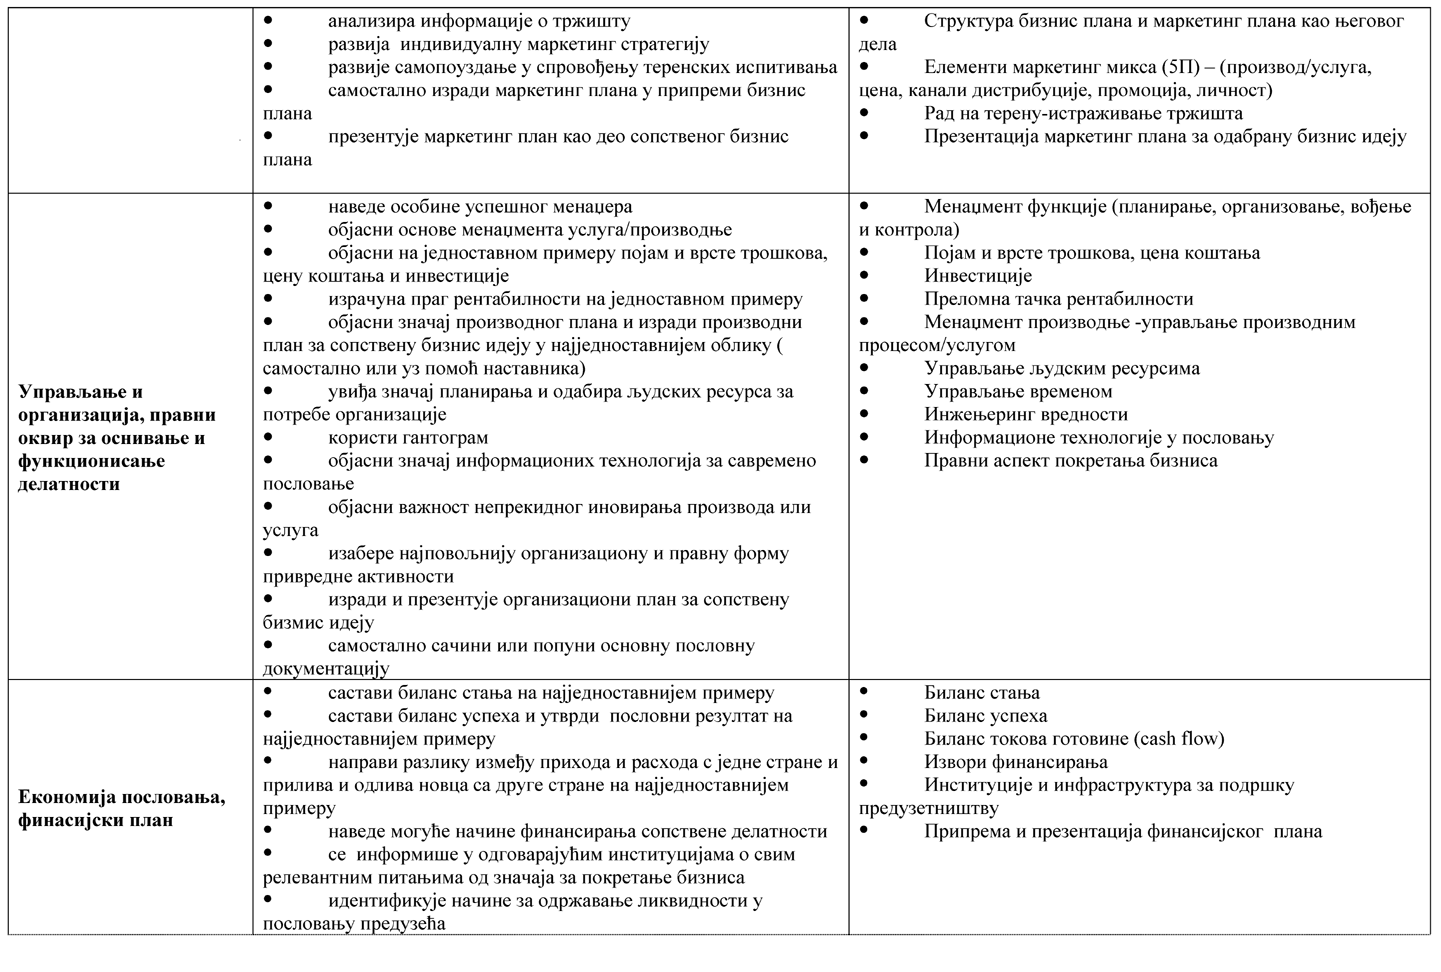 ● анализира информације о тржишту
● развија индивидуалну маркетинг стратегију
● развије самопоуздање у спровођењу теренских испитивања
● самостално изради маркетинг плана у припреми бизнис
плана
● презентује маркетинг план као део сопственог бизнис
плана
● Структура бизнис плана и маркетинг плана као његовог
дела
● Елементи маркетинг микса (5П) – (производ/услуга,
цена, канали дистрибуције, промоција, личност)
● Рад на терену-истраживање тржишта
● Презентација маркетинг плана за одабрану бизнис идеју
Управљање и
организација, правни
оквир за оснивање и
функционисање
делатности
● наведе особине успешног менаџера
● објасни основе менаџмента услуга/производње
● објасни на једноставном примеру појам и врсте трошкова,
цену коштања и инвестиције
● израчуна праг рентабилности на једноставном примеру
● објасни значај производног плана и изради производни
план за сопствену бизнис идеју у најједноставнијем облику (
самостално или уз помоћ наставника)
● увиђа значај планирања и одабира људских ресурса за
потребе организације
● користи гантограм
● објасни значај информационих технологија за савремено
пословање
● објасни важност непрекидног иновирања производа или
услуга
● изабере најповољнију организациону и правну форму
привредне активности
● изради и презентује организациони план за сопствену
бизмис идеју
● самостално сачини или попуни основну пословну
документацију
● Менаџмент функције (планирање, организовање, вођење
и контрола)
● Појам и врсте трошкова, цена коштања
● Инвестиције
● Преломна тачка рентабилности
● Менаџмент производње -управљање производним
процесом/услугом
● Управљање људским ресурсима
● Управљање временом
● Инжењеринг вредности
● Информационе технологије у пословању
● Правни аспект покретања бизниса
Економија пословања,
финасијски план
● састави биланс стања на најједноставнијем примеру
● састави биланс успеха и утврди пословни резултат на
најједноставнијем примеру
● направи разлику између прихода и расхода с једне стране и
прилива и одлива новца са друге стране на најједноставнијем
примеру
● наведе могуће начине финансирања сопствене делатности
● се информише у одговарајућим институцијама о свим
релевантним питањима од значаја за покретање бизниса
● идентификује начине за одржавање ликвидности у
пословању предузећа
● Биланс стања
● Биланс успеха
● Биланс токова готовине (cash flow)
● Извори финансирања
● Институције и инфраструктура за подршку
предузетништву
● Припрема и презентација финансијског плана